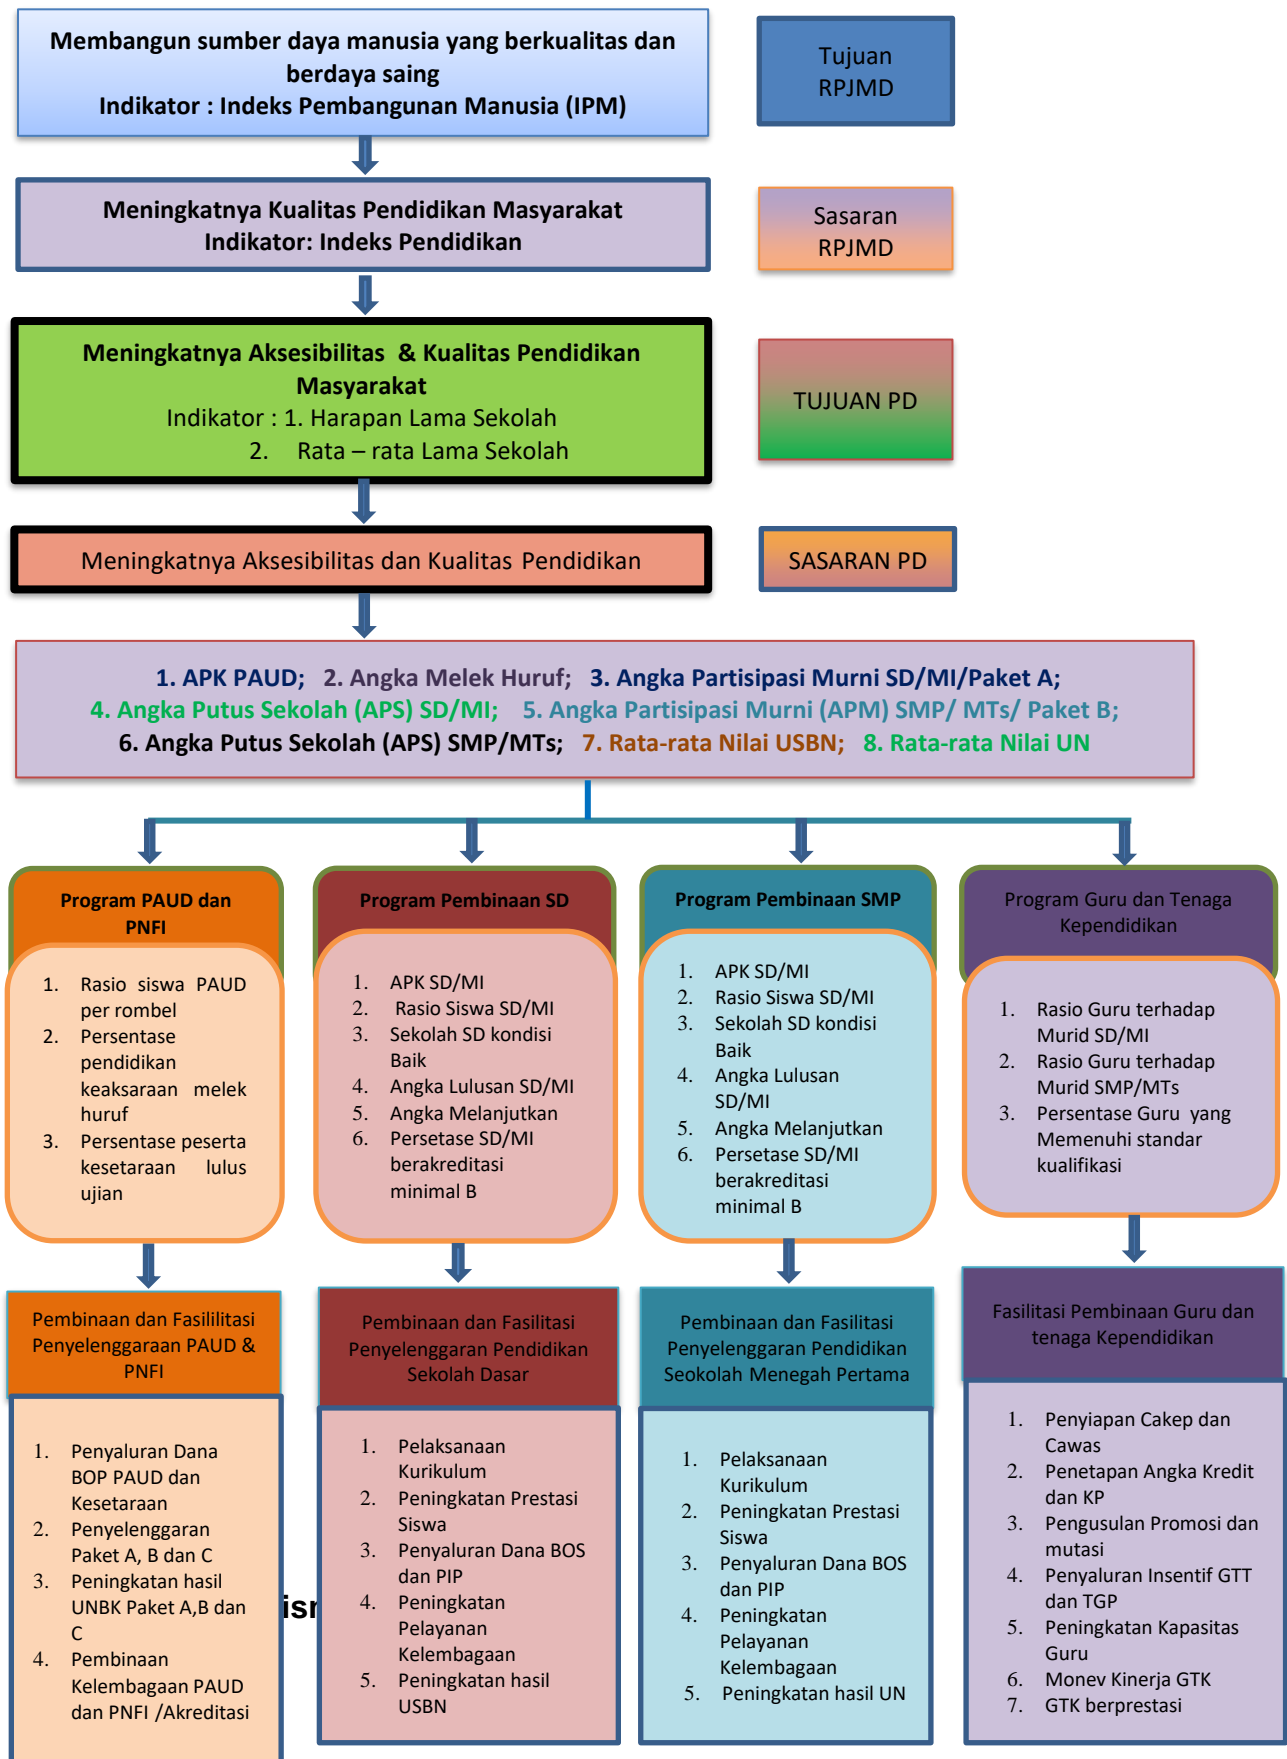 Membangun sumber daya manusia yang berkualitas dan
berdaya saing
Indikator : Indeks Pembangunan Manusia (IPM)
Tujuan
RPJMD
Meningkatnya Kualitas Pendidikan Masyarakat
Indikator: Indeks Pendidikan
Sasaran
RPJMD
Meningkatnya Aksesibilitas & Kualitas Pendidikan
Masyarakat
Indikator : 1. Harapan Lama Sekolah
2. Rata – rata Lama Sekolah
TUJUAN PD
Meningkatnya Aksesibilitas dan Kualitas Pendidikan
SASARAN PD
1. APK PAUD; 2. Angka Melek Huruf; 3. Angka Partisipasi Murni SD/MI/Paket A;
4. Angka Putus Sekolah (APS) SD/MI; 5. Angka Partisipasi Murni (APM) SMP/ MTs/ Paket B;
6. Angka Putus Sekolah (APS) SMP/MTs; 7. Rata-rata Nilai USBN; 8. Rata-rata Nilai UN
Program PAUD dan
PNFI
1. Rasio siswa PAUD
per rombel
2. Persentase
pendidikan
keaksaraan melek
huruf
3. Persentase peserta
kesetaraan lulus
ujian
Program Pembinaan SD
1. APK SD/MI
2. Rasio Siswa SD/MI
3. Sekolah SD kondisi
Baik
4. Angka Lulusan SD/MI
5. Angka Melanjutkan
6. Persetase SD/MI
berakreditasi
minimal B
Program Pembinaan SMP
1. APK SD/MI
2. Rasio Siswa SD/MI
3. Sekolah SD kondisi
Baik
4. Angka Lulusan
SD/MI
5. Angka Melanjutkan
6. Persetase SD/MI
berakreditasi
minimal B
Program Guru dan Tenaga
Kependidikan
1. Rasio Guru terhadap
Murid SD/MI
2. Rasio Guru terhadap
Murid SMP/MTs
3. Persentase Guru yang
Memenuhi standar
kualifikasi
Pembinaan dan Fasililitasi
Penyelenggaraan PAUD &
PNFI
1. Penyaluran Dana
BOP PAUD dan
Kesetaraan
2. Penyelenggaran
Paket A, B dan C
3. Peningkatan hasil
UNBK Paket A,B dan
C
4. Pembinaan
Kelembagaan PAUD
dan PNFI /Akreditasi
Pembinaan dan Fasilitasi
Penyelenggaran Pendidikan
Sekolah Dasar
1. Pelaksanaan
Kurikulum
2. Peningkatan Prestasi
Siswa
3. Penyaluran Dana BOS
dan PIP
4. Peningkatan
Pelayanan
Kelembagaan
5. Peningkatan hasil
USBN
Pembinaan dan Fasilitasi
Penyelenggaran Pendidikan
Seokolah Menegah Pertama
1. Pelaksanaan
Kurikulum
2. Peningkatan Prestasi
Siswa
3. Penyaluran Dana BOS
dan PIP
4. Peningkatan
Pelayanan
Kelembagaan
5. Peningkatan hasil UN
Fasilitasi Pembinaan Guru dan
tenaga Kependidikan
1. Penyiapan Cakep dan
Cawas
2. Penetapan Angka Kredit
dan KP
3. Pengusulan Promosi dan
mutasi
4. Penyaluran Insentif GTT
dan TGP
5. Peningkatan Kapasitas
Guru
6. Monev Kinerja GTK
7. GTK berprestasi